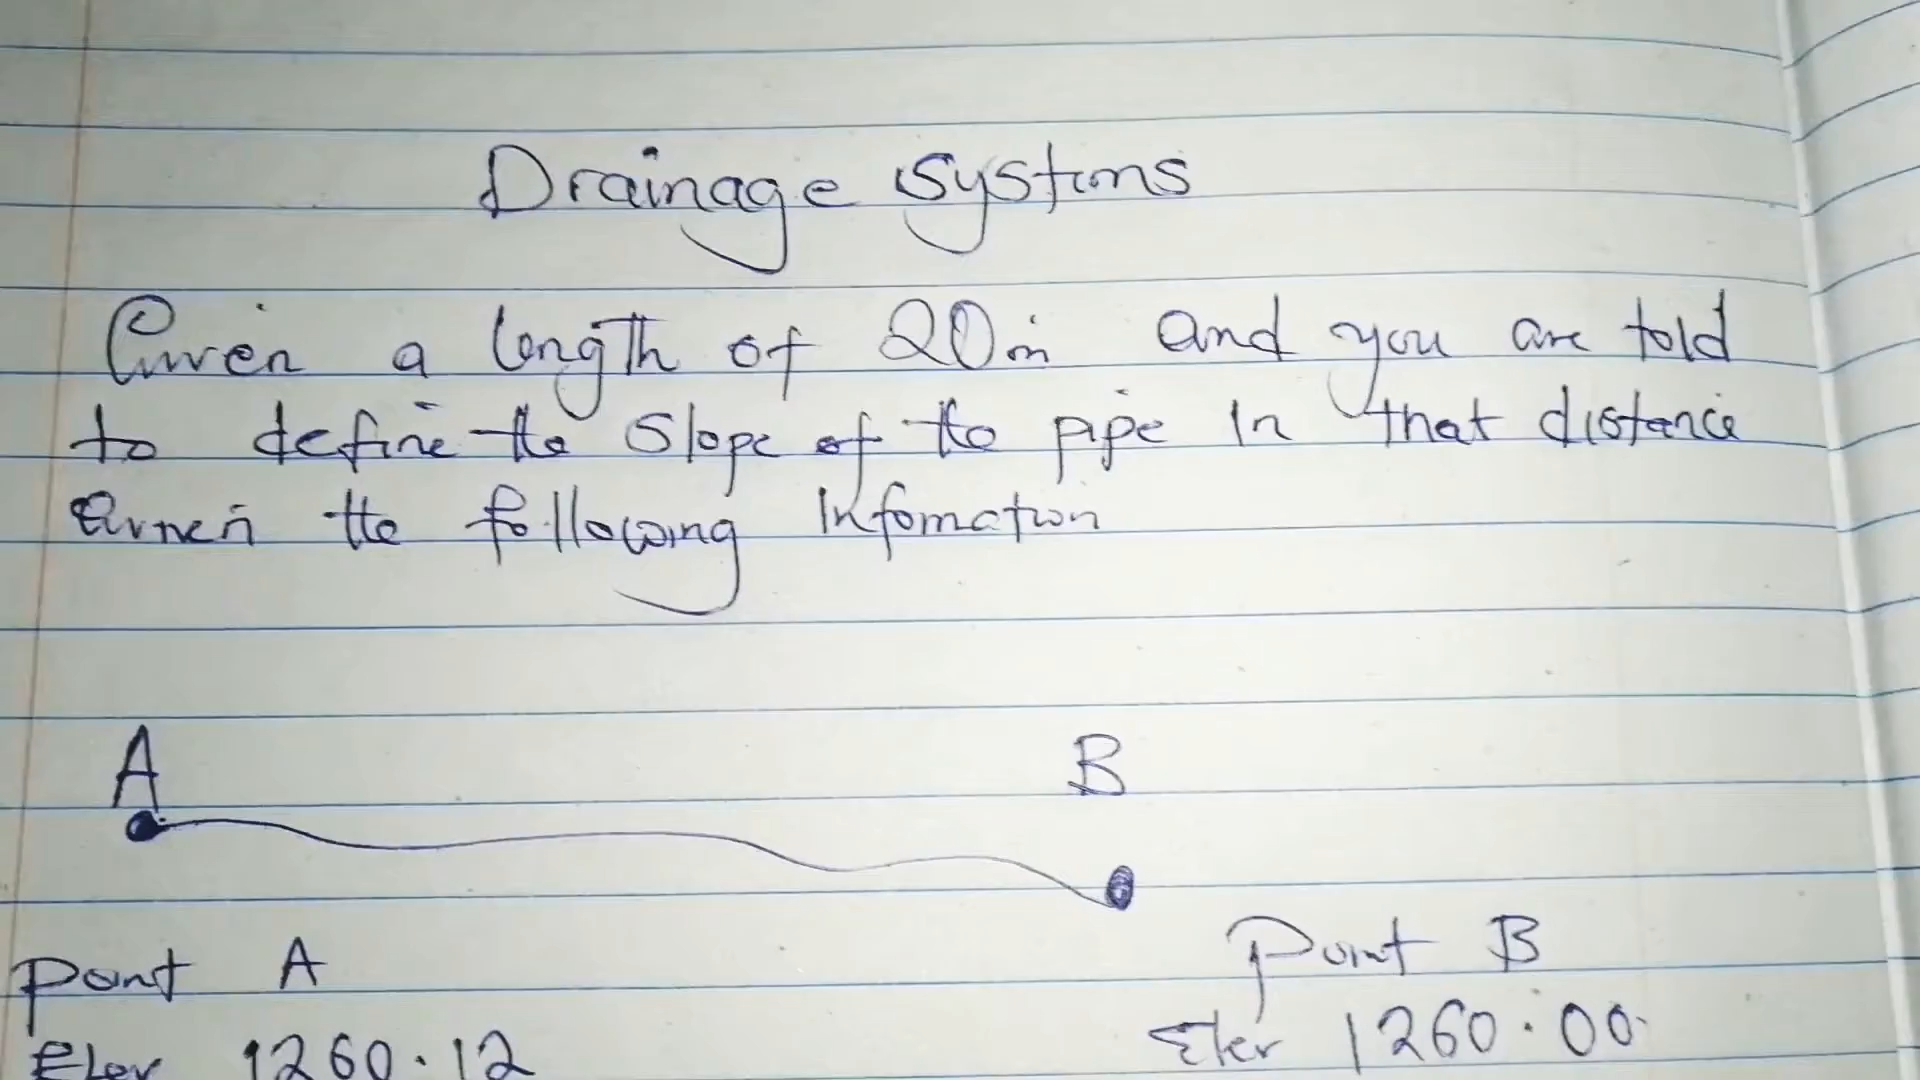 Drainage Systems
Given a length of 20m and you are told
to define the Slope of the pipe In that distance
Given the following Infomation
A
B
Point A
Point B
Elev 1260.12
Elev 1260.00